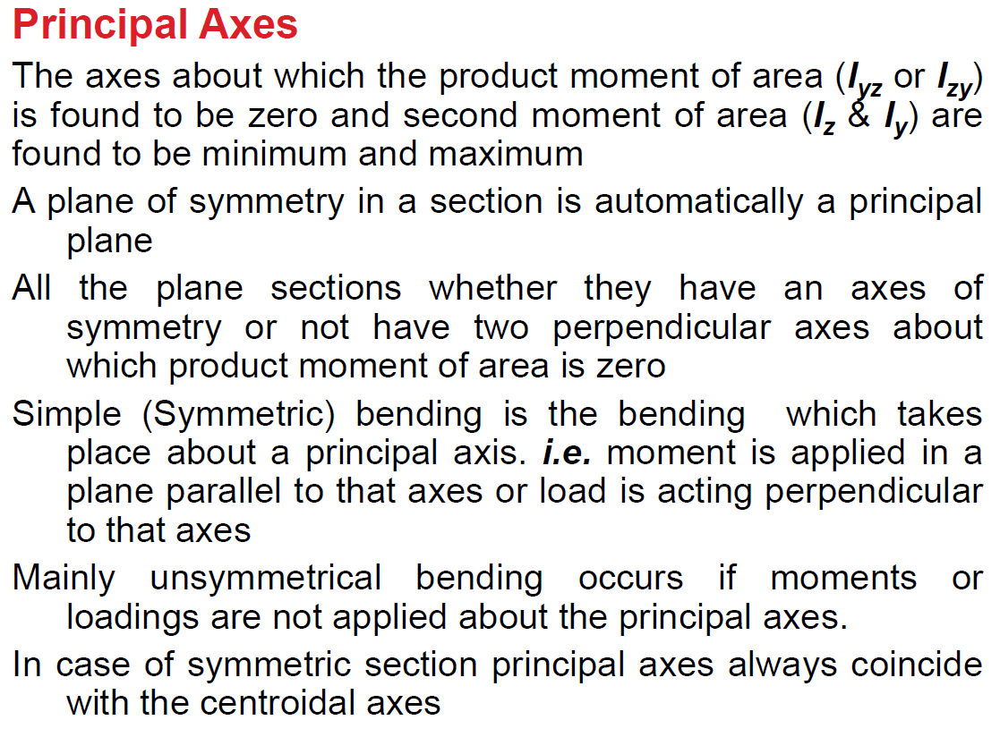 Principal Axes
The axes about which the product moment of area (Iyz or Izy)
is found to be zero and second moment of area (Iz & Iy) are
found to be minimum and maximum
A plane of symmetry in a section is automatically a principal
plane
All the plane sections whether they have an axes of
symmetry or not have two perpendicular axes about
which product moment of area is zero
Simple (Symmetric) bending is the bending which takes
place about a principal axis. i.e. moment is applied in a
plane parallel to that axes or load is acting perpendicular
to that axes
Mainly unsymmetrical bending occurs if moments or
loadings are not applied about the principal axes.
In case of symmetric section principal axes always coincide
with the centroidal axes